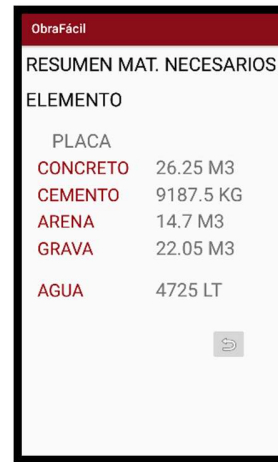 ObraFácil
RESUMEN MAT. NECESARIOS
ELEMENTO
PLACA
CONCRETO 26.25 M3
CEMENTO 9187.5 KG
ARENA 14.7 M3
GRAVA 22.05 M3
AGUA 4725 LT